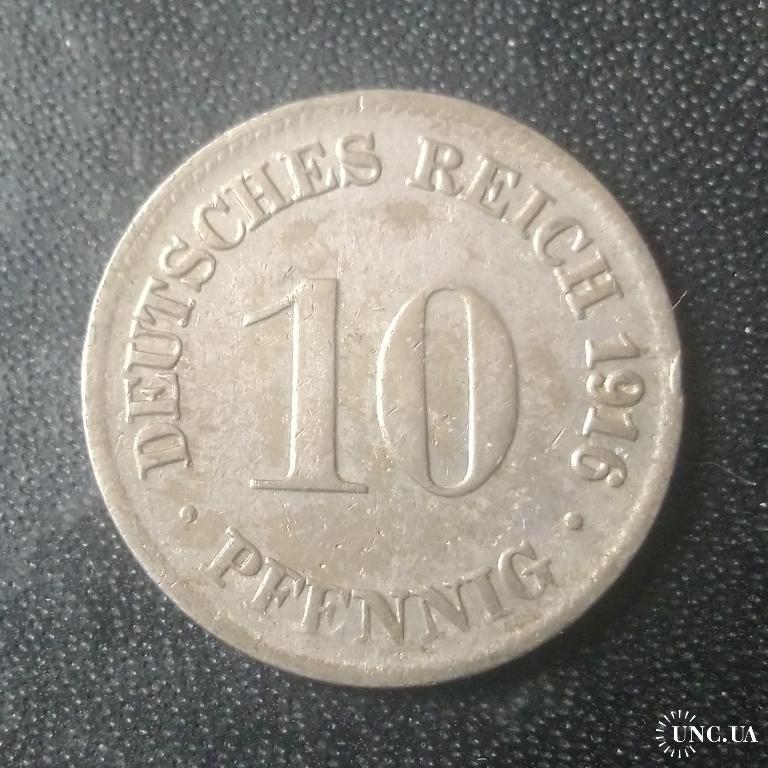 DEUTSCHES REICH 1916
10
· PFENNIG ·
UNC.UA